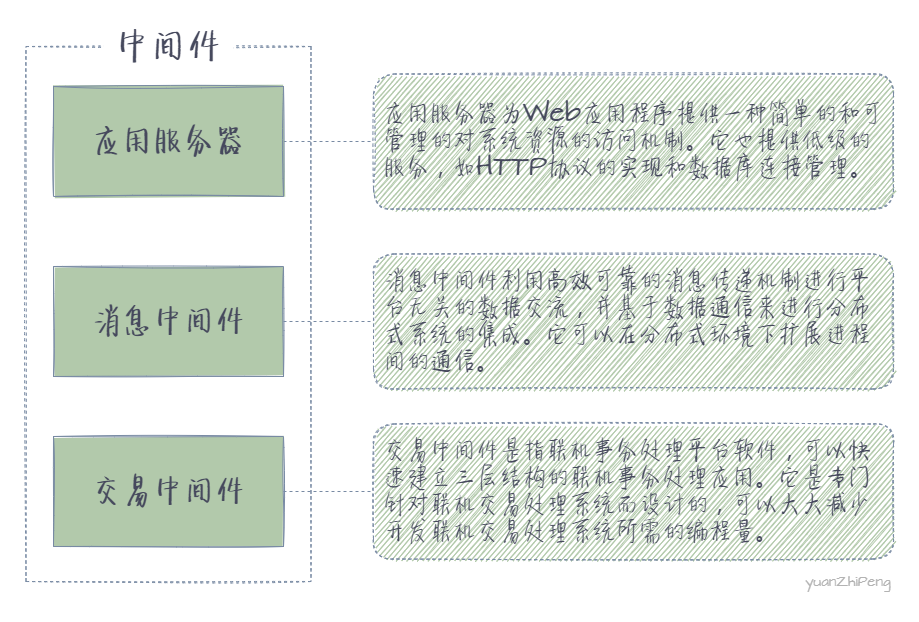 中间件
应用服务器
应用服务器为Web应用程序提供一种简单的和可
管理的对系统资源的访问机制。它也提供低级的
服务，如HTTP协议的实现和数据库连接管理。
消息中间件
消息中间件利用高效可靠的消息传递机制进行平
台无关的数据交流，并基于数据通信来进行分布
式系统的集成。它可以在分布式环境下扩展进程
间的通信。
交易中间件
交易中间件是指联机事务处理平台软件，可以快
速建立三层结构的联机事务处理应用。它是专门
针对联机交易处理系统而设计的，可以大大减少
开发联机交易处理系统所需的编程量。
yuanZhiPeng